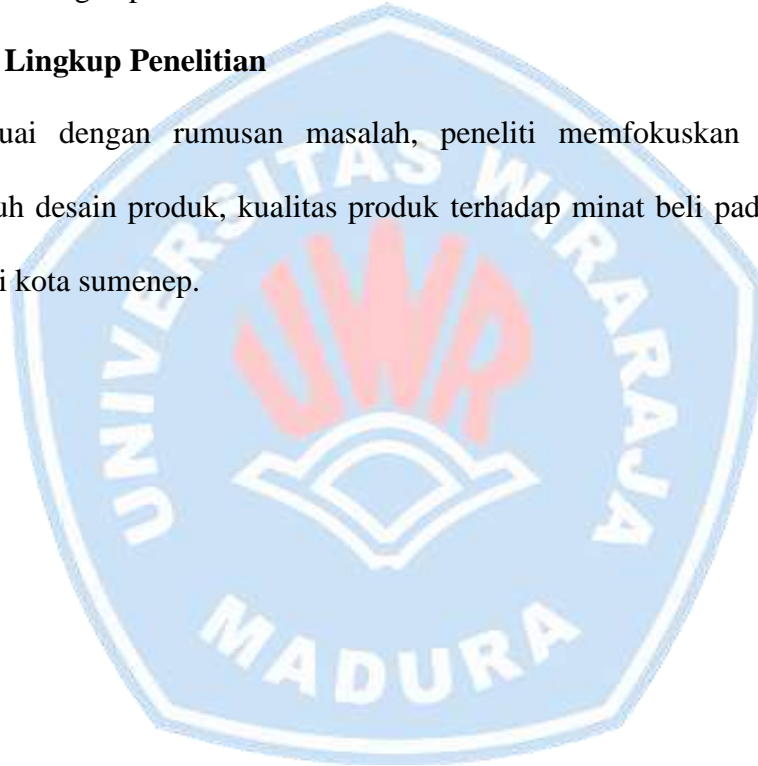 Lingkup Penelitian
uai dengan rumusan masalah, peneliti memfokuskan
uh desain produk, kualitas produk terhadap minat beli pad
i kota sumenep.
UNIVERSITAS WIRARAJA
UWR
MADURA